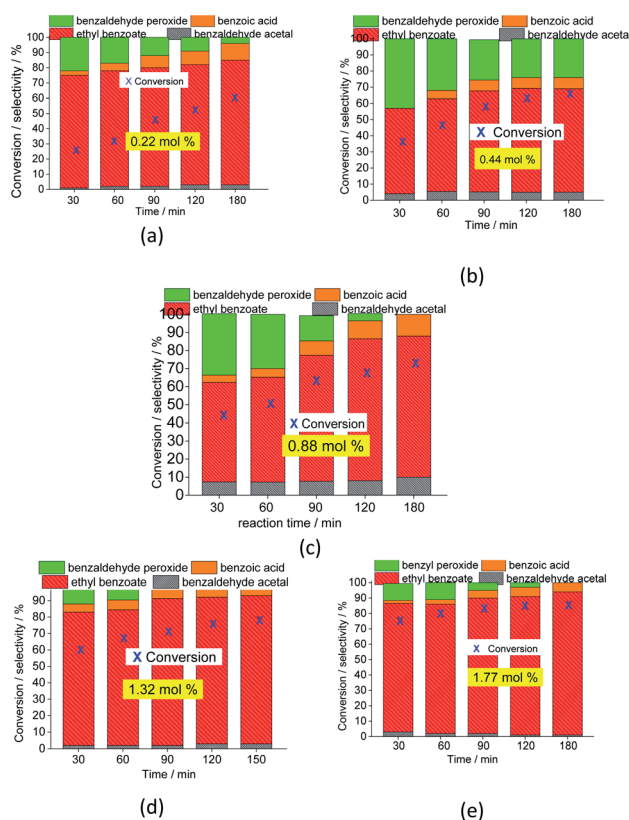 benzaldehyde peroxide benzoic acid
ethyl benzoate benzaldehyde acetal
Conversion / selectivity / %
100
90
80
70
60
50
40
30
20
10
0
X Conversion
0.22 mol %
30 60 90 120 180
Time / min
(a)
benzaldehyde peroxide benzoic acid
ethyl benzoate benzaldehyde aceta
Conversion / selectivity / %
100
90
80
70
60
50
40
30
20
10
0
X Conversion
0.44 mol %
30 60 90 120 180
Time / min
(b)
benzaldehyde peroxide benzoic acid
ethyl benzoate benzaldehyde acetal
Conversion / selectivity / %
100
90
80
70
60
50
40
30
20
10
0
X Conversion
0.88 mol %
30 60 90 120 180
reaction time / min
(c)
benzaldehyde peroxide benzoic acid
ethyl benzoate benzaldehyde acetal
Conversion / selectivity / %
90
80
70
60
50
40
30
20
10
0
X Conversion
1.32 mol %
30 60 90 120 150
Time / min
(d)
benzyl peroxide benzoic acid
ethyl benzoate benzaldehyde acetal
Conversion / selectivity / %
100
90
80
70
60
50
40
30
20
10
0
X Conversion
1.77 mol %
30 60 90 120 180
Time / min
(e)